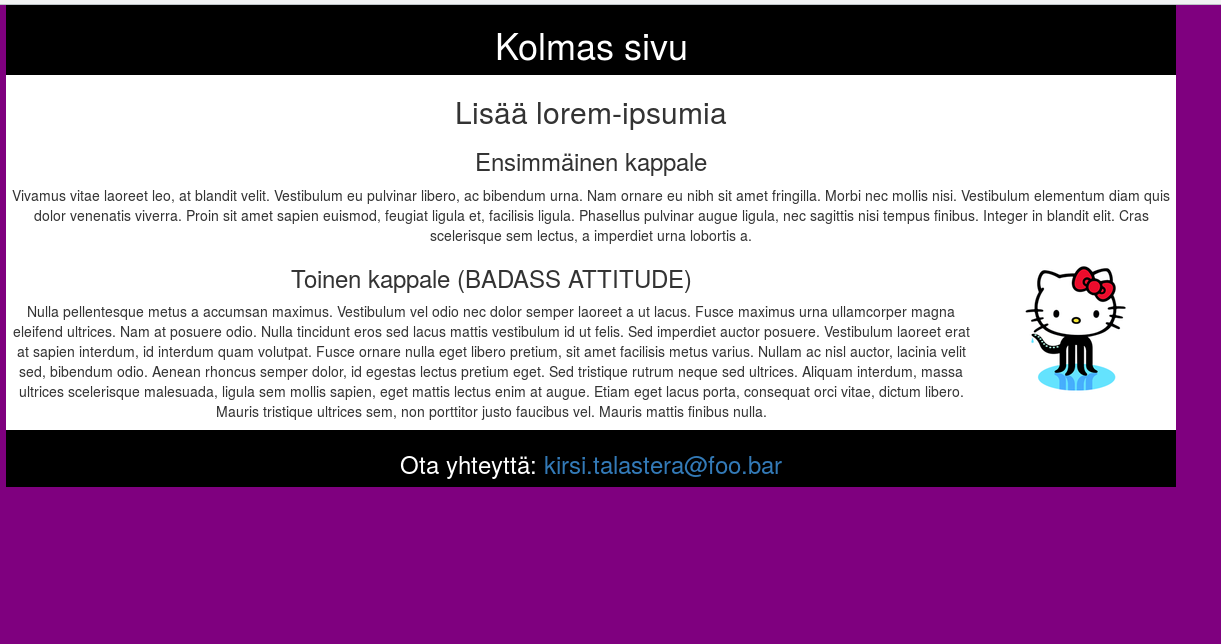 Kolmas sivu
Lisää lorem-ipsumia
Ensimmäinen kappale
Vivamus vitae laoreet leo, at blandit velit. Vestibulum eu pulvinar libero, ac bibendum urna. Nam ornare eu nibh sit amet fringilla. Morbi nec mollis nisi. Vestibulum elementum diam quis
dolor venenatis viverra. Proin sit amet sapien euismod, feugiat ligula et, facilisis ligula. Phasellus pulvinar augue ligula, nec sagittis nisi tempus finibus. Integer in blandit elit. Cras
scelerisque sem lectus, a imperdiet urna lobortis a.
Toinen kappale (BADASS ATTITUDE)
Nulla pellentesque metus a accumsan maximus. Vestibulum vel odio nec dolor semper laoreet a ut lacus. Fusce maximus urna ullamcorper magna
eleifend ultrices. Nam at posuere odio. Nulla tincidunt eros sed lacus mattis vestibulum id ut felis. Sed imperdiet auctor posuere. Vestibulum laoreet erat
at sapien interdum, id interdum quam volutpat. Fusce ornare nulla eget libero pretium, sit amet facilisis metus varius. Nullam ac nisl auctor, lacinia velit
sed, bibendum odio. Aenean rhoncus semper dolor, id egestas lectus pretium eget. Sed tristique rutrum neque sed ultrices. Aliquam interdum, massa
ultrices scelerisque malesuada, ligula sem mollis sapien, eget mattis lectus enim at augue. Etiam eget lacus porta, consequat orci vitae, dictum libero.
Mauris tristique ultrices sem, non porttitor justo faucibus vel. Mauris mattis finibus nulla.
Ota yhteyttä: kirsi.talastera@foo.bar